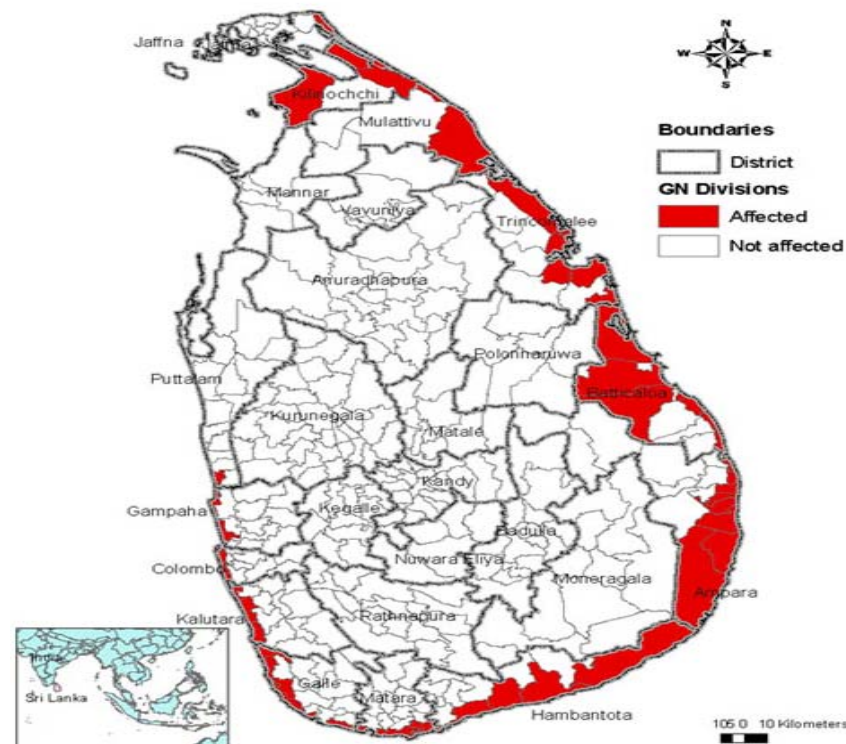 N
W E
S
Jaffna
Kilinochchi
Mulattivu
Boundaries
District
Mannar
GN Divisions
Vavuniya
Trincomalee
Affected
Not affected
Anuradhapura
Polonnaruwa
Puttalam
Batticaloa
Kurunegala
Matale
Kandy
Gampaha
Kegalle
Badulla
Nuwara Eliya
Colombo
Moneragala
Ampara
Kalutara
Rathnapura
India
Galle
Matara
Sri Lanka
Hambantota
105 0 10 Kilometers